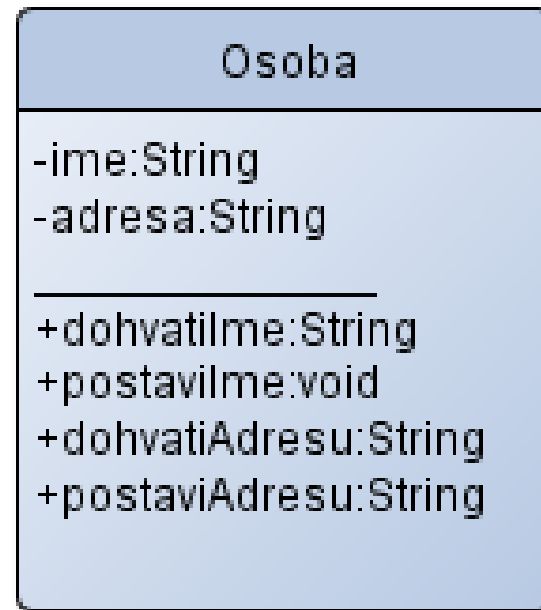 Osoba
-ime:String
-adresa:String
+dohvatiIme:String
+postaviIme:void
+dohvatiAdresu:String
+postaviAdresu:String